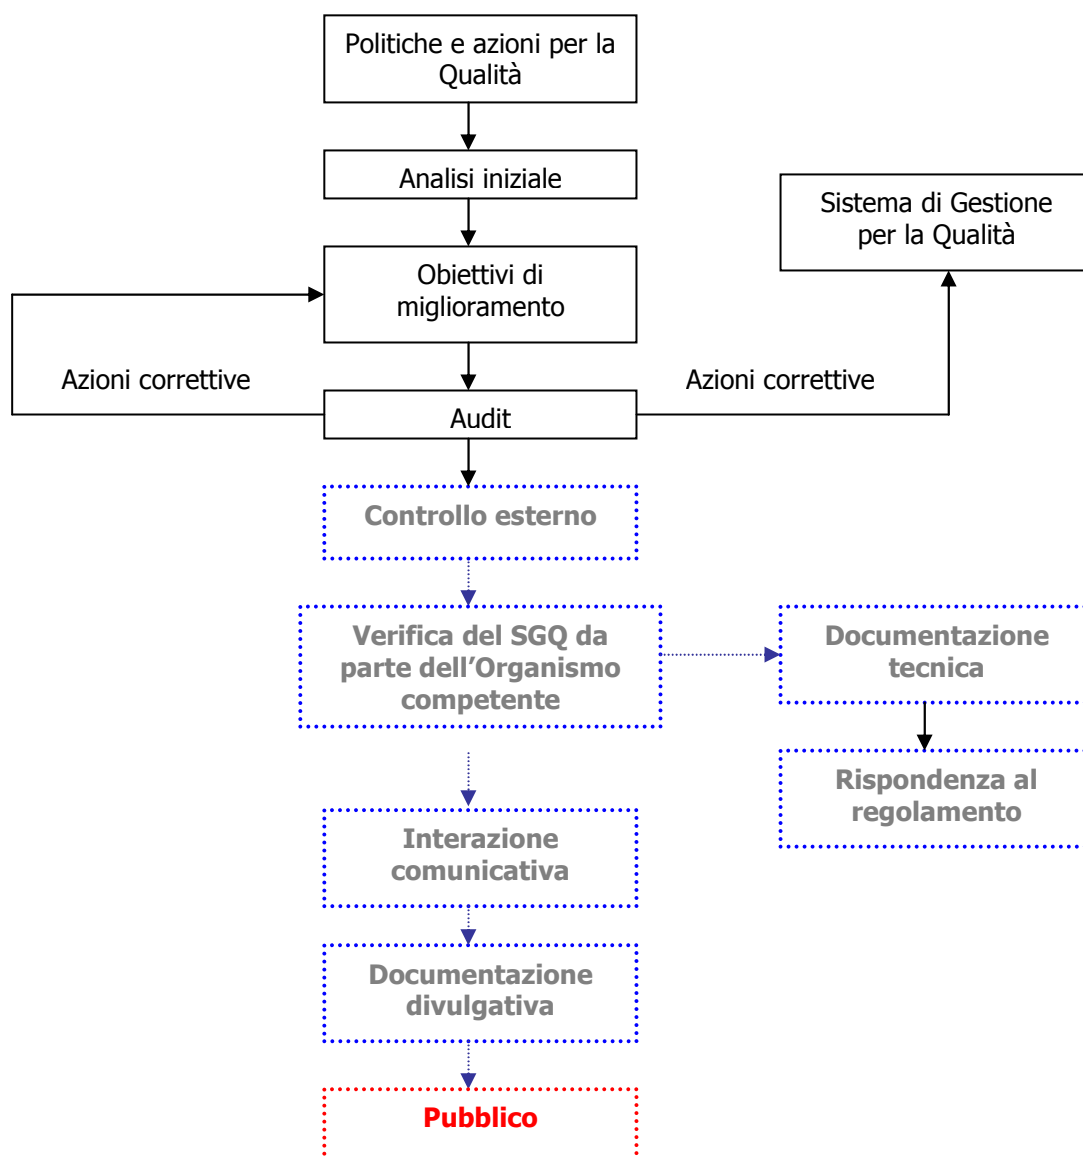 Politiche e azioni per la
Qualità
Analisi iniziale
Sistema di Gestione
per la Qualità
Obiettivi di
miglioramento
Azioni correttive
Azioni correttive
Audit
Controllo esterno
Verifica del SGQ da
parte dell’Organismo
competente
Documentazione
tecnica
Rispondenza al
regolamento
Interazione
comunicativa
Documentazione
divulgativa
Pubblico